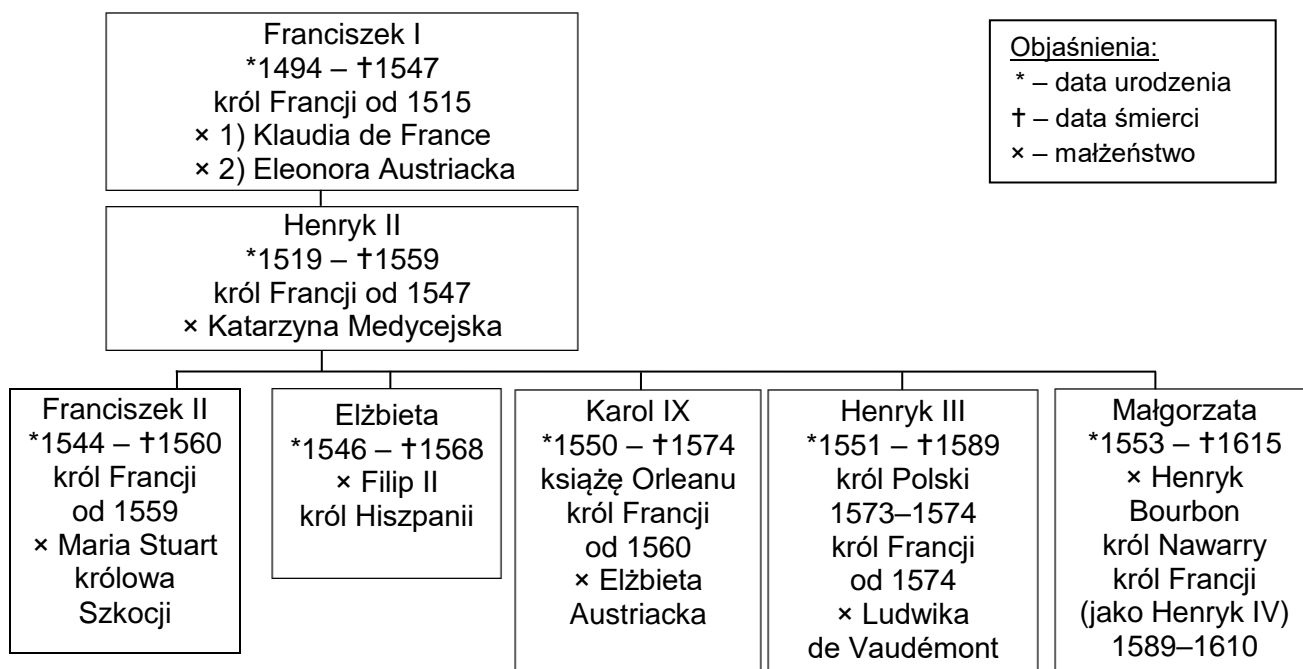 Franciszek I
*1494 – †1547
król Francji od 1515
× 1) Klaudia de France
× 2) Eleonora Austriacka
Objaśnienia:
* – data urodzenia
† – data śmierci
× – małżeństwo
Henryk II
*1519 – †1559
król Francji od 1547
× Katarzyna Medycejska
Franciszek II
*1544 – †1560
król Francji
od 1559
× Maria Stuart
królowa
Szkocji
Elżbieta
*1546 – †1568
× Filip II
król Hiszpanii
Karol IX
*1550 – †1574
książę Orleanu
król Francji
od 1560
× Elżbieta
Austriacka
Henryk III
*1551 – †1589
król Polski
1573–1574
król Francji
od 1574
× Ludwika
de Vaudémont
Małgorzata
*1553 – †1615
× Henryk
Bourbon
król Nawarry
król Francji
(jako Henryk IV)
1589–1610